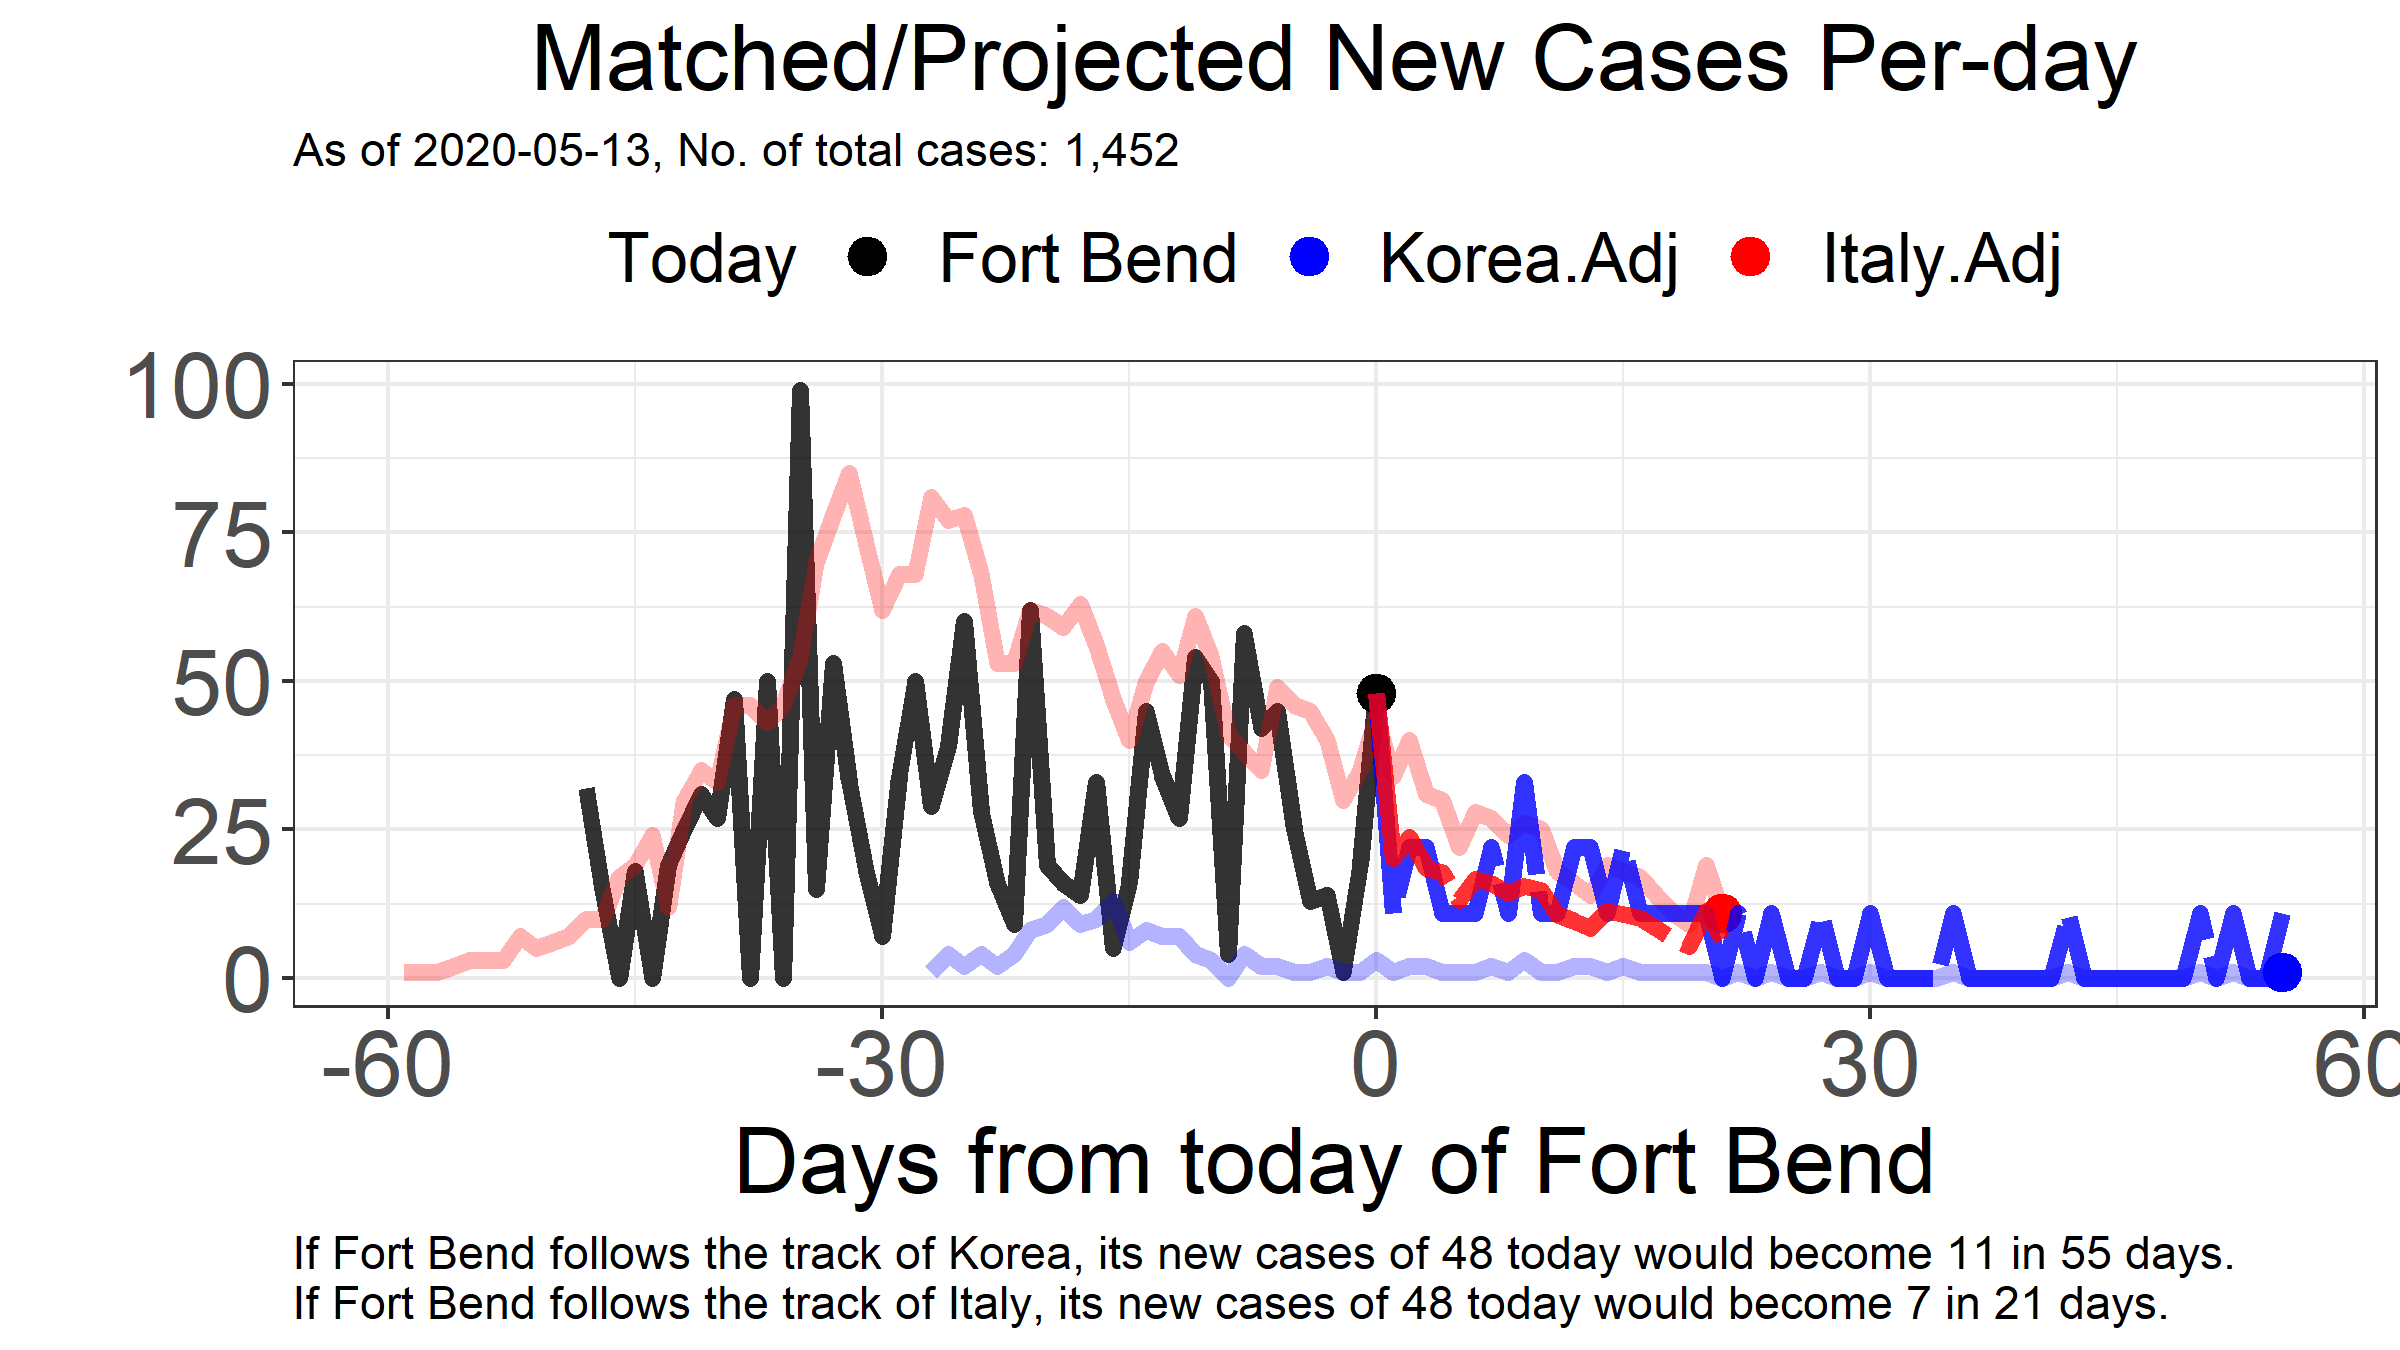 Matched/Projected New Cases Per-day
As of 2020-05-13, No. of total cases: 1,452
Today Fort Bend Korea.Adj Italy.Adj
100
75
50
25
0
-60 -30 0 30 60
Days from today of Fort Bend
If Fort Bend follows the track of Korea, its new cases of 48 today would become 11 in 55 days.
If Fort Bend follows the track of Italy, its new cases of 48 today would become 7 in 21 days.